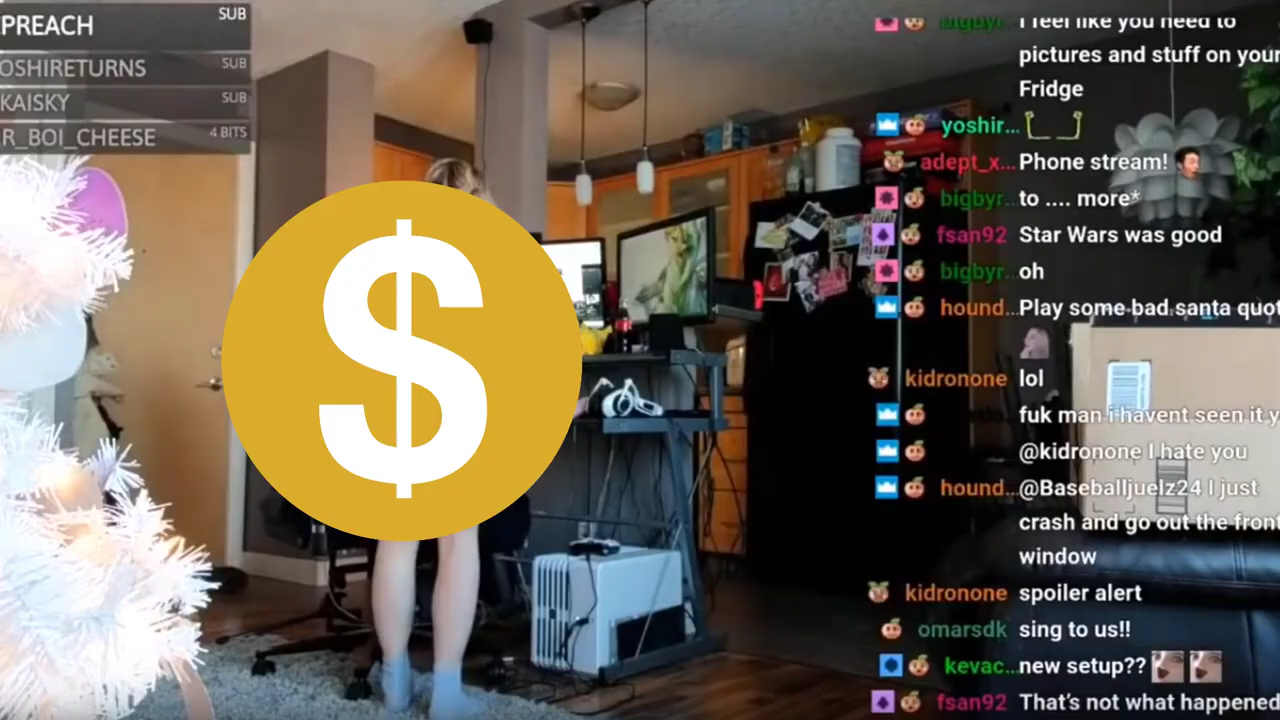 PREACH SUB
OSHIRETURNS SUB
KAISKY SUB
R_BOI_CHEESE 4 BITS
$
bigbyr... I feel like you need to
pictures and stuff on your
Fridge
yoshir...
adept_x... Phone stream!
bigbyr... to .... more*
fsan92 Star Wars was good
bigbyr... oh
hound... Play some bad santa quot
kidronone lol
fuk man i havent seen it y
@kidronone I hate you
hound... @Baseballjuelz24 I just
crash and go out the front
window
kidronone spoiler alert
omarsdk sing to us!!
kevac... new setup??
fsan92 That's not what happened